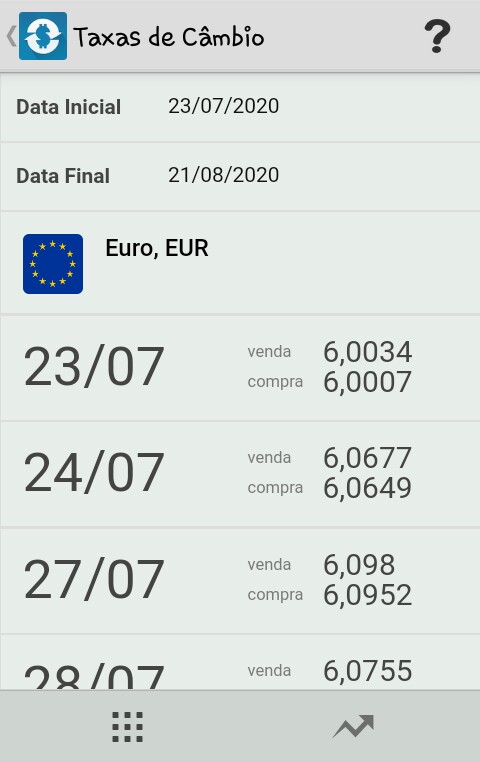 Taxas de Câmbio ?
Data Inicial 23/07/2020
Data Final 21/08/2020
Euro, EUR
23/07 venda 6,0034
compra 6,0007
24/07 venda 6,0677
compra 6,0649
27/07 venda 6,098
compra 6,0952
28/07 venda 6,0755